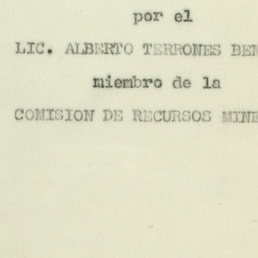 por el
LIC. ALBERTO TERRONES BEN
miembro de la
COMISION DE RECURSOS MINE